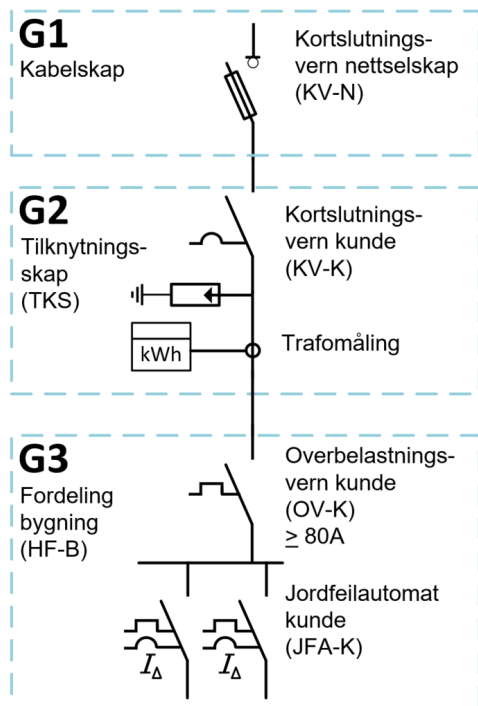 G1
Kabelskap
Kortslutnings-
vern nettselskap
(KV-N)
G2
Tilknytnings-
skap
(TKS)
Kortslutnings-
vern kunde
(KV-K)
kWh
Trafomåling
G3
Fordeling
bygning
(HF-B)
Overbelastnings-
vern kunde
(OV-K)
≥ 80A
Jordfeilautomat
kunde
(JFA-K)
IΔ
IΔ